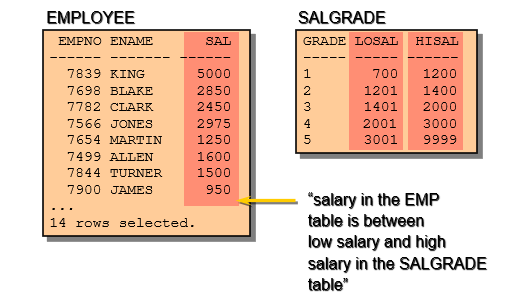 EMPLOYEE
EMPNO ENAME SAL
------ ------- -------
7839 KING 5000
7698 BLAKE 2850
7782 CLARK 2450
7566 JONES 2975
7654 MARTIN 1250
7499 ALLEN 1600
7844 TURNER 1500
7900 JAMES 950
...
14 rows selected.
SALGRADE
GRADE LOSAL HISAL
----- ----- ------
1 700 1200
2 1201 1400
3 1401 2000
4 2001 3000
5 3001 9999
“salary in the EMP
table is between
low salary and high
salary in the SALGRADE
table”